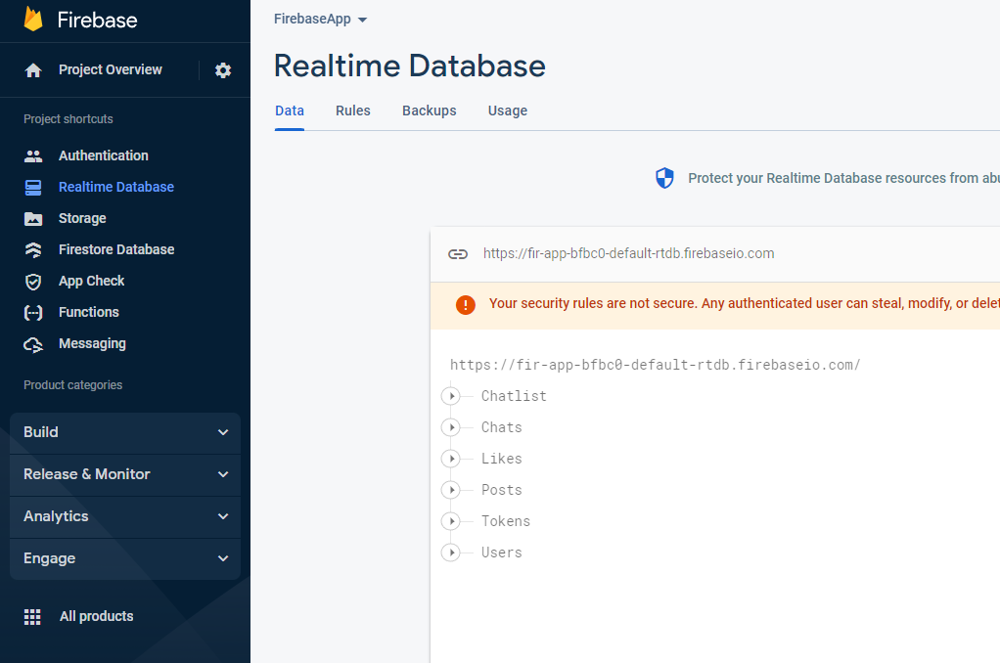 Firebase
Project Overview
Project shortcuts
Authentication
Realtime Database
Storage
Firestore Database
App Check
Functions
Messaging
Product categories
Build
Release & Monitor
Analytics
Engage
All products
FirebaseApp
Realtime Database
Data Rules Backups Usage
Protect your Realtime Database resources from abu
https://fir-app-bfbc0-default-rtdb.firebaseio.com
Your security rules are not secure. Any authenticated user can steal, modify, or delet
https://fir-app-bfbc0-default-rtdb.firebaseio.com/
Chatlist
Chats
Likes
Posts
Tokens
Users